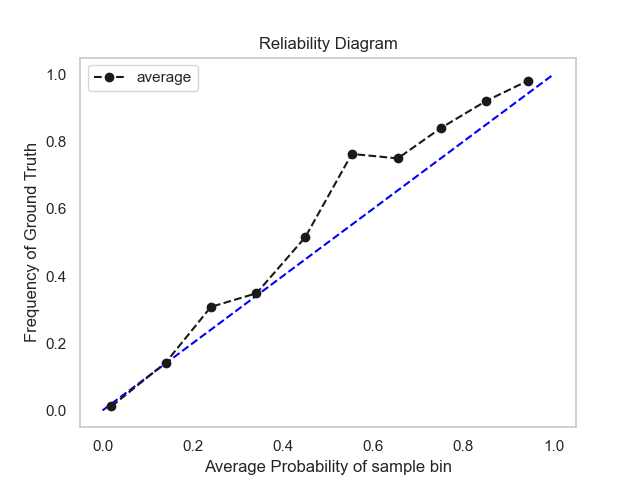 Reliability Diagram
average
Frequency of Ground Truth
1.0
0.8
0.6
0.4
0.2
0.0
0.0 0.2 0.4 0.6 0.8 1.0
Average Probability of sample bin